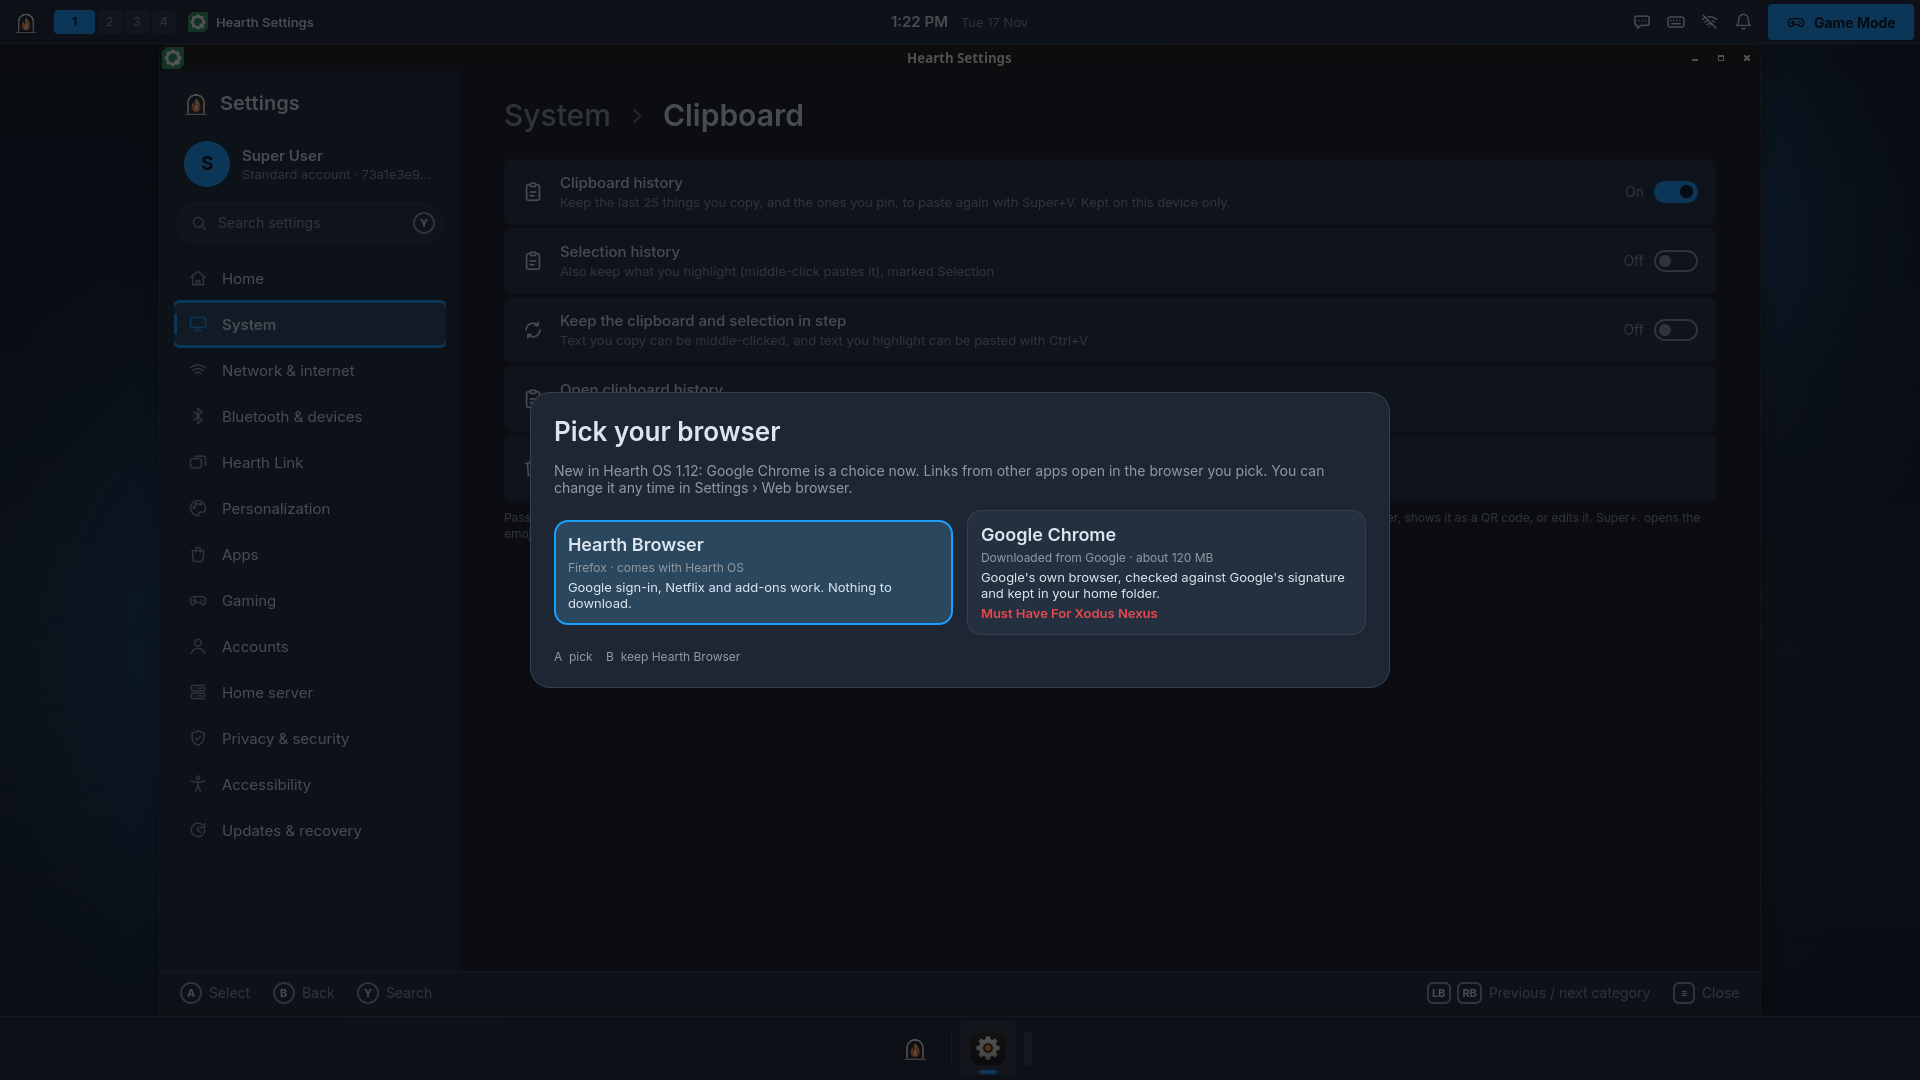 1 2 3 4 Hearth Settings 1:22 PM Tue 17 Nov Game Mode
Hearth Settings
Settings
S
Super User
Standard account · 73a1e3e9...
Search settings Y
Home
System
Network & internet
Bluetooth & devices
Hearth Link
Personalization
Apps
Gaming
Accounts
Home server
Privacy & security
Accessibility
Updates & recovery
System › Clipboard
Clipboard history
Keep the last 25 things you copy, and the ones you pin, to paste again with Super+V. Kept on this device only.
On
Selection history
Also keep what you highlight (middle-click pastes it), marked Selection
Off
Keep the clipboard and selection in step
Text you copy can be middle-clicked, and text you highlight can be pasted with Ctrl+V
Off
Open clipboard history
shows it as a QR code, or edits it. Super+. opens the
Pick your browser
New in Hearth OS 1.12: Google Chrome is a choice now. Links from other apps open in the browser you pick. You can
change it any time in Settings › Web browser.
Hearth Browser
Firefox · comes with Hearth OS
Google sign-in, Netflix and add-ons work. Nothing to
download.
Google Chrome
Downloaded from Google · about 120 MB
Google's own browser, checked against Google's signature
and kept in your home folder.
Must Have For Xodus Nexus
A pick B keep Hearth Browser
A Select B Back Y Search
LB RB Previous / next category ≡ Close